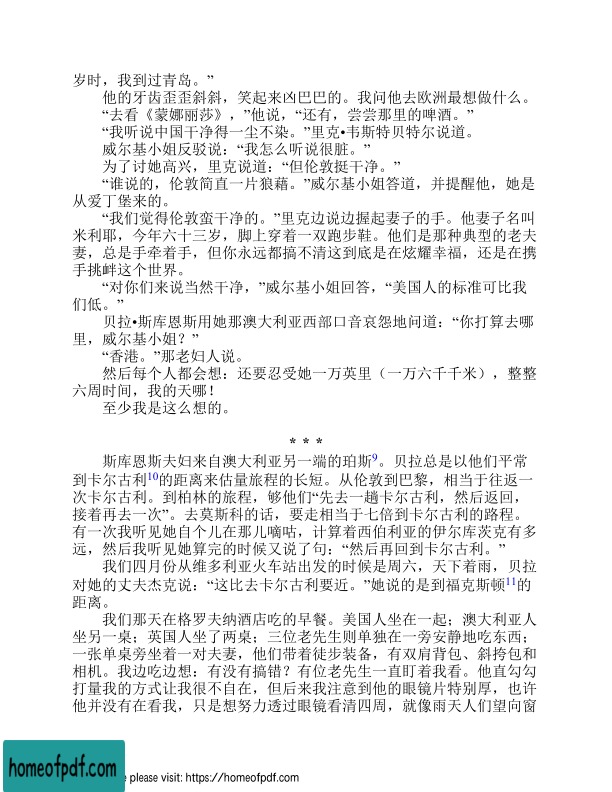 岁时，我到过青岛。”
他的牙齿歪歪斜斜，笑起来凶巴巴的。我问他去欧洲最想做什么。
“去看《蒙娜丽莎》，”他说，“还有，尝尝那里的啤酒。”
“我听说中国干净得一尘不染。”里克•韦斯特贝特尔说道。
威尔基小姐反驳说：“我怎么听说很脏。”
为了讨她高兴，里克说道：“但伦敦挺干净。”
“谁说的，伦敦简直一片狼藉。”威尔基小姐答道，并提醒他，她是
从爱丁堡来的。
“我们觉得伦敦蛮干净的。”里克边说边握起妻子的手。他妻子名叫
米利耶，今年六十三岁，脚上穿着一双跑步鞋。他们是那种典型的老夫
妻，总是手牵着手，但你永远都搞不清这到底是在炫耀幸福，还是在携
手挑衅这个世界。
“对你们来说当然干净，”威尔基小姐回答，“美国人的标准可比我
们低。”
贝拉•斯库恩斯用她那澳大利亚西部口音哀怨地问道：“你打算去哪
里，威尔基小姐？”
“香港。”那老妇人说。
然后每个人都会想：还要忍受她一万英里（一万六千千米），整整
六周时间，我的天哪！
至少我是这么想的。
* * *
斯库恩斯夫妇来自澳大利亚另一端的珀斯9。贝拉总是以他们平常
到卡尔古利10的距离来估量旅程的长短。从伦敦到巴黎，相当于往返一
次卡尔古利。到柏林的旅程，够他们“先去一趟卡尔古利，然后返回，
接着再去一次”。去莫斯科的话，要走相当于七倍到卡尔古利的路程。
有一次我听见她自个儿在那儿嘀咕，计算着西伯利亚的伊尔库茨克有多
远，然后我听见她算完的时候又说了句：“然后再回到卡尔古利。”
我们四月份从维多利亚火车站出发的时候是周六，天下着雨，贝拉
对她的丈夫杰克说：“这比去卡尔古利要近。”她说的是到福克斯顿11的
距离。
我们那天在格罗夫纳酒店吃的早餐。美国人坐在一起；澳大利亚人
坐另一桌；英国人坐了两桌；三位老先生则单独在一旁安静地吃东西；
一张单桌旁坐着一对夫妻，他们带着徒步装备，有双肩背包、斜挎包和
相机。我边吃边想：有没有搞错？有位老先生一直盯着我看。他直勾勾
打量我的方式让我很不自在，但后来我注意到他的眼镜片特别厚，也许
他并没有在看我，只是想努力透过眼镜看清四周，就像雨天人们望向窗
homeofpdf.com
e please visit: https://homeofpdf.com